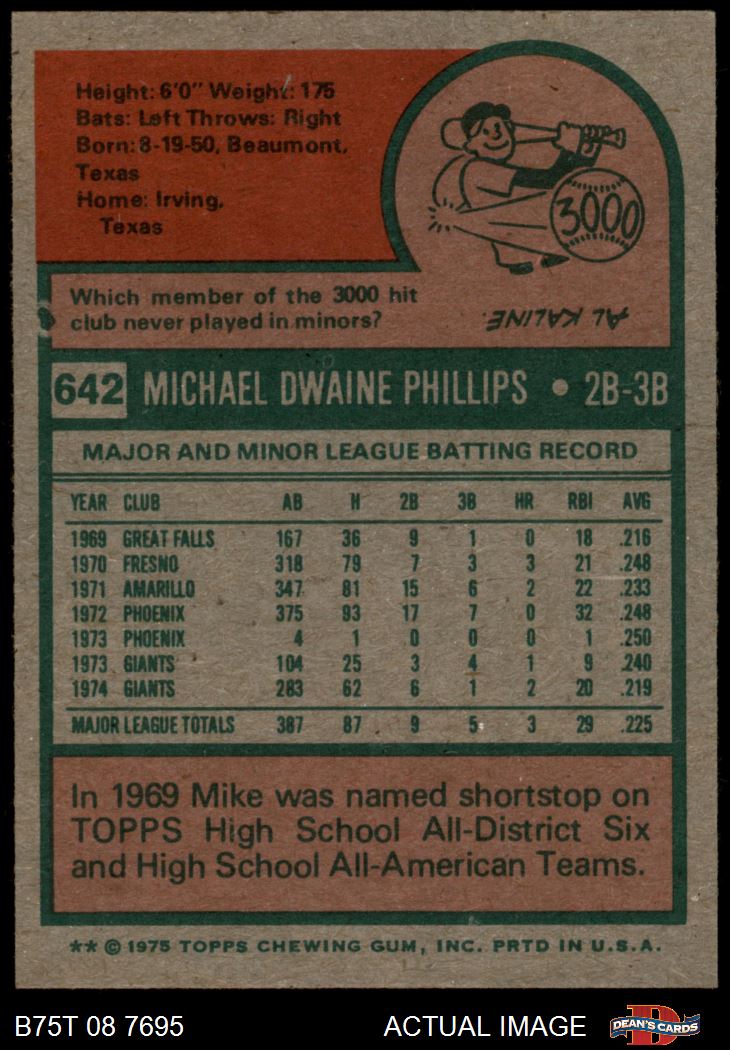 Height: 6'0" Weight: 175
Bats: Left Throws: Right
Born: 8-19-50, Beaumont,
Texas
Home: Irving,
Texas
3000
Which member of the 3000 hit
club never played in minors?
AL KALINE.
642 MICHAEL DWAINE PHILLIPS • 2B-3B
MAJOR AND MINOR LEAGUE BATTING RECORD
YEAR CLUB AB H 2B 3B HR RBI AVG
1969 GREAT FALLS 167 36 9 1 0 18 .216
1970 FRESNO 318 79 7 3 3 21 .248
1971 AMARILLO 347 81 15 6 2 22 .233
1972 PHOENIX 375 93 17 7 0 32 .248
1973 PHOENIX 4 1 0 0 0 1 .250
1973 GIANTS 104 25 3 4 1 9 .240
1974 GIANTS 283 62 6 1 2 20 .219
MAJOR LEAGUE TOTALS 387 87 9 5 3 29 .225
In 1969 Mike was named shortstop on
TOPPS High School All-District Six
and High School All-American Teams.
** © 1975 TOPPS CHEWING GUM, INC. PRTD IN U.S.A.
B75T 08 7695 ACTUAL IMAGE DEAN'S CARDS